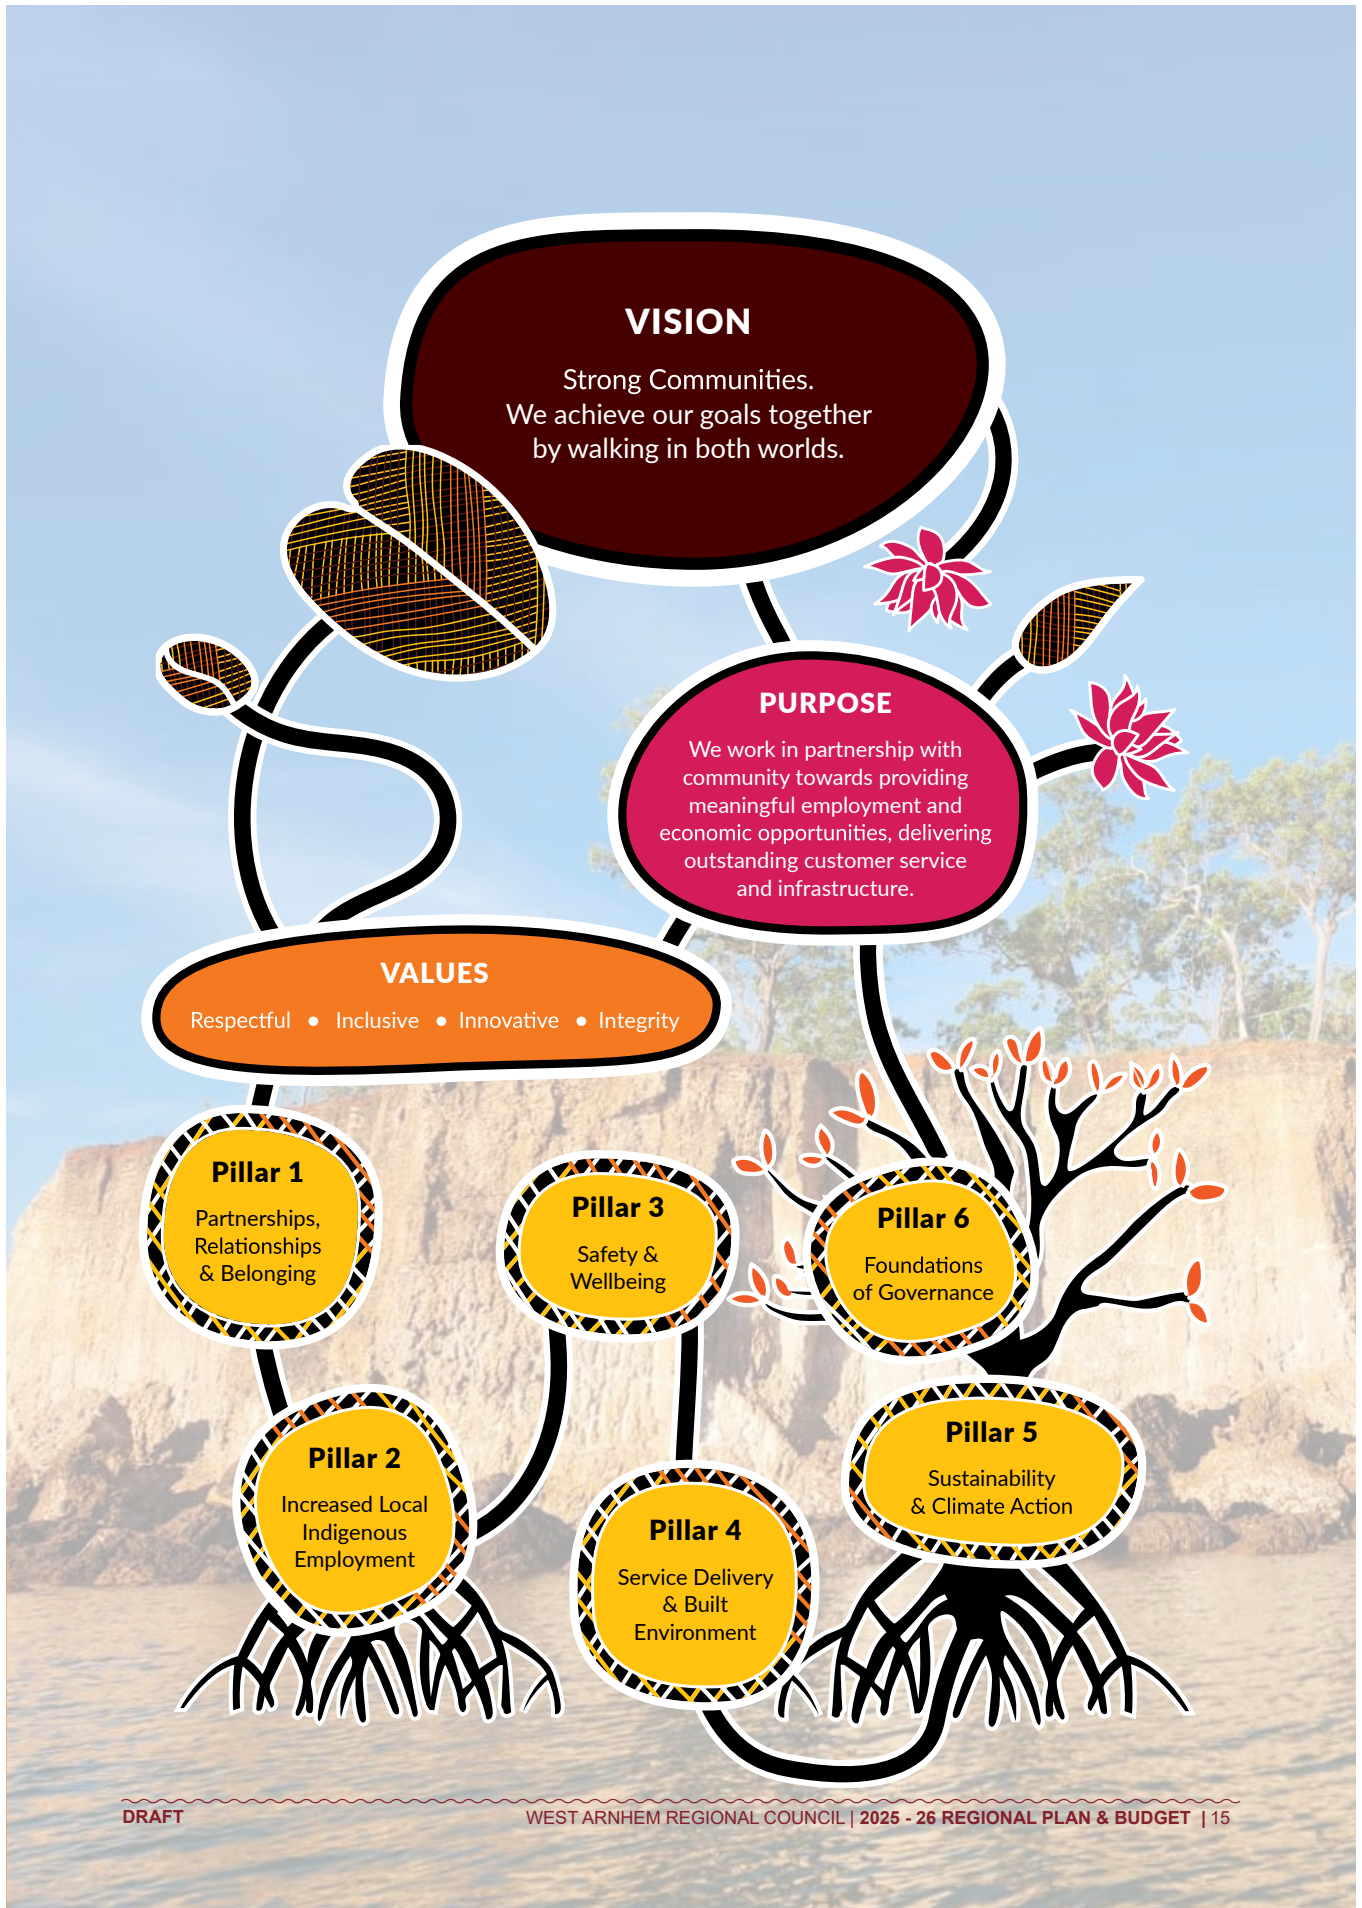 VISION
Strong Communities.
We achieve our goals together
by walking in both worlds.
PURPOSE
We work in partnership with
community towards providing
meaningful employment and
economic opportunities, delivering
outstanding customer service
and infrastructure.
VALUES
Respectful • Inclusive • Innovative • Integrity
Pillar 1
Partnerships,
Relationships
& Belonging
Pillar 2
Increased Local
Indigenous
Employment
Pillar 3
Safety &
Wellbeing
Pillar 4
Service Delivery
& Built
Environment
Pillar 5
Sustainability
& Climate Action
Pillar 6
Foundations
of Governance
DRAFT
WEST ARNHEM REGIONAL COUNCIL | 2025 - 26 REGIONAL PLAN & BUDGET | 15